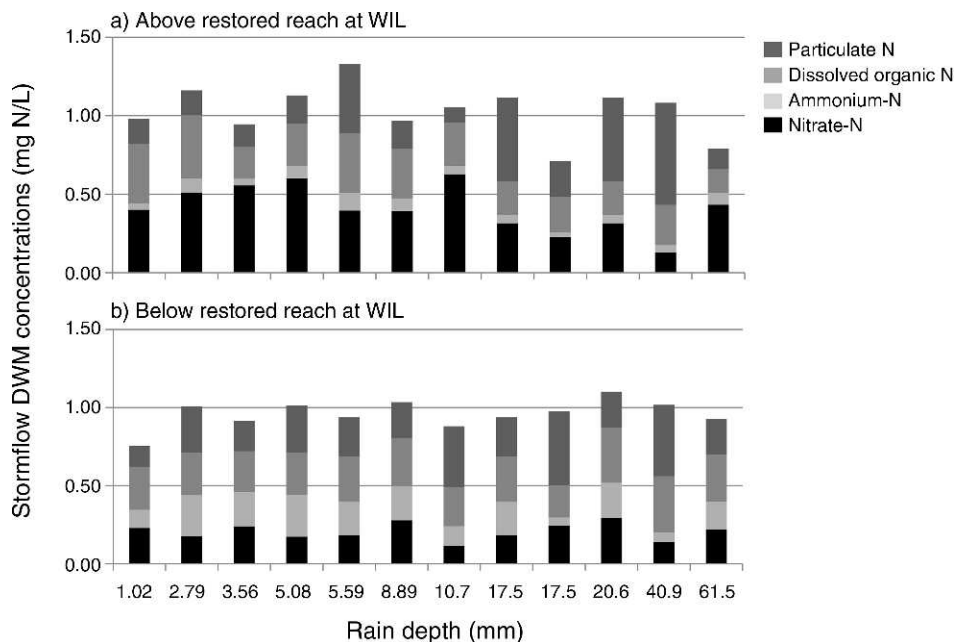 a) Above restored reach at WIL
1.50
1.00
0.50
0.00
Particulate N
Dissolved organic N
Ammonium-N
Nitrate-N
Stormflow DWM concentrations (mg N/L)
b) Below restored reach at WIL
1.50
1.00
0.50
0.00
1.02 2.79 3.56 5.08 5.59 8.89 10.7 17.5 17.5 20.6 40.9 61.5
Rain depth (mm)